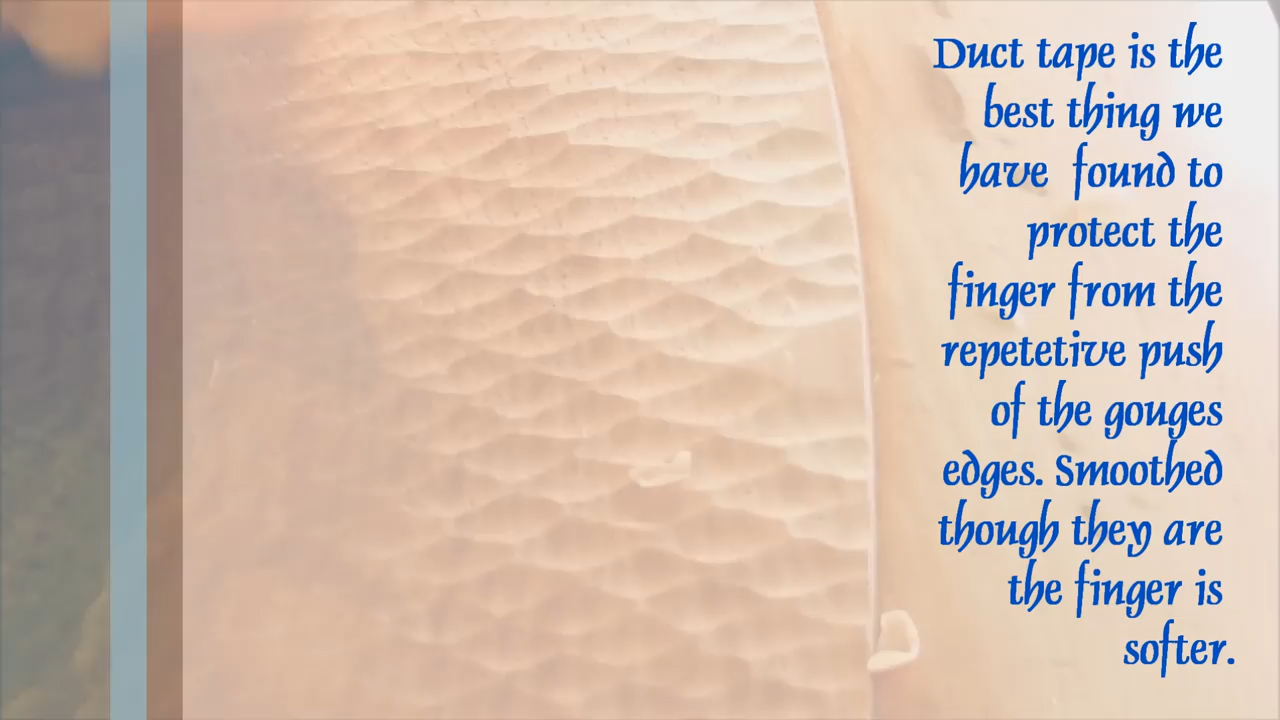 Duct tape is the
best thing we
have  found to
protect the
finger from the
repetetive push
of the gouges
edges. Smoothed
though they are
the finger is
softer.